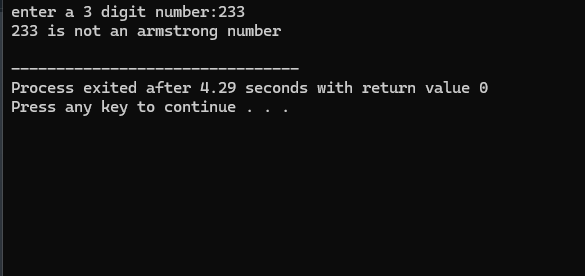 enter a 3 digit number:233
233 is not an armstrong number
--------------------------------
Process exited after 4.29 seconds with return value 0
Press any key to continue . . .